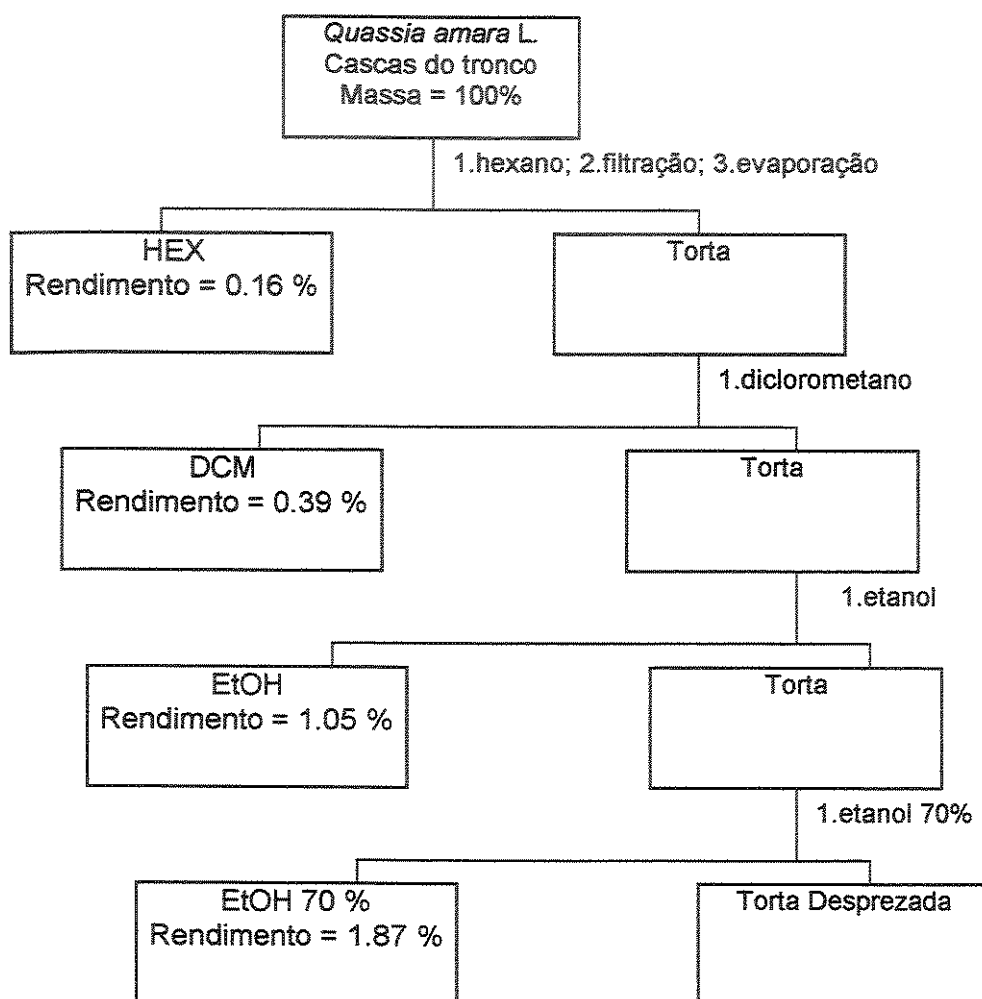 Quassia amara L.
Cascas do tronco
Massa = 100%
1.hexano; 2.filtração; 3.evaporação
HEX
Rendimento = 0.16 %
Torta
1.diclorometano
DCM
Rendimento = 0.39 %
Torta
1.etanol
EtOH
Rendimento = 1.05 %
Torta
1.etanol 70%
EtOH 70 %
Rendimento = 1.87 %
Torta Desprezada